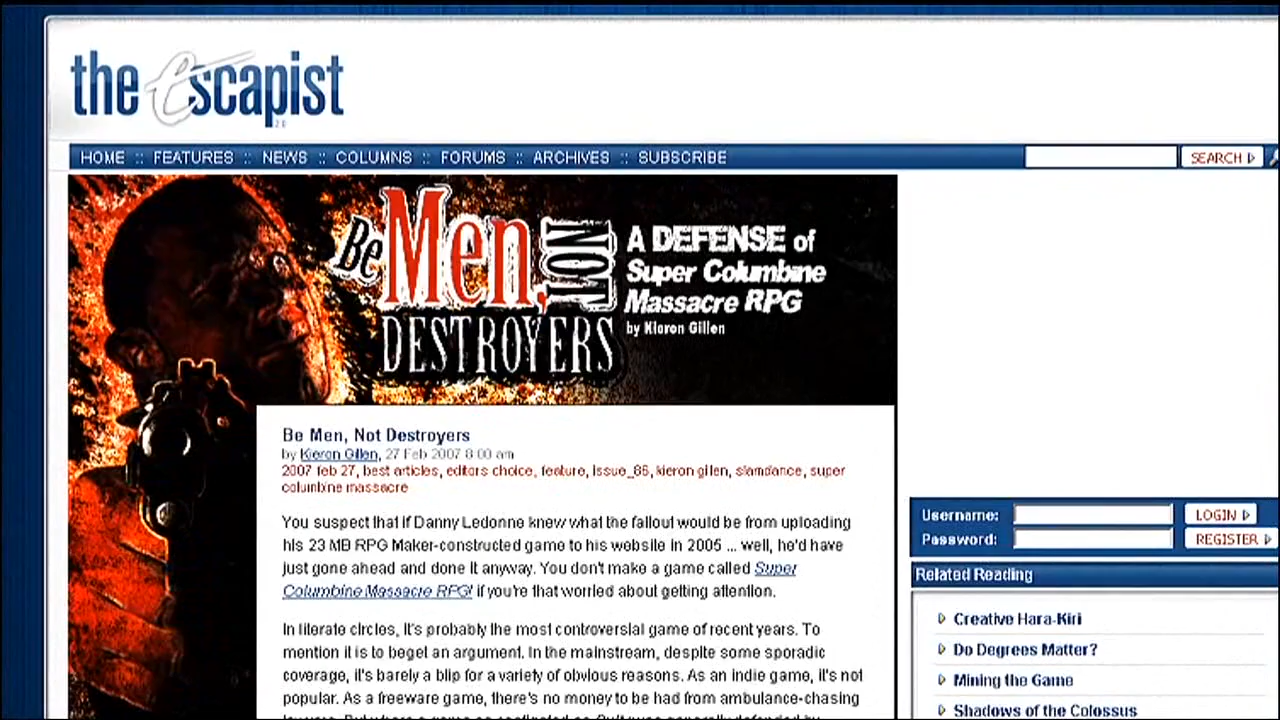 the escapist
HOME :: FEATURES :: NEWS :: COLUMNS :: FORUMS :: ARCHIVES :: SUBSCRIBE
SEARCH
Be Men, NOT DESTROYERS
A DEFENSE of
Super Columbine
Massacre RPG
by Kieron Gillen
Be Men, Not Destroyers
by Kieron Gillen, 27 Feb 2007 8:00 am
2007 feb 27, best articles, editors choice, feature, issue_86, kieron gillen, slamdance, super
columbine massacre
You suspect that if Danny Ledonne knew what the fallout would be from uploading
his 23 MB RPG Maker-constructed game to his website in 2005 ... well, he'd have
just gone ahead and done it anyway. You don't make a game called Super
Columbine Massacre RPG! if you're that worried about getting attention.
In literate circles, it's probably the most controversial game of recent years. To
mention it is to beget an argument. In the mainstream, despite some sporadic
coverage, it's barely a blip for a variety of obvious reasons. As an indie game, it's not
popular. As a freeware game, there's no money to be had from ambulance-chasing
Username:
LOGIN
Password:
REGISTER
Related Reading
Creative Hara-Kiri
Do Degrees Matter?
Mining the Game
Shadows of the Colossus